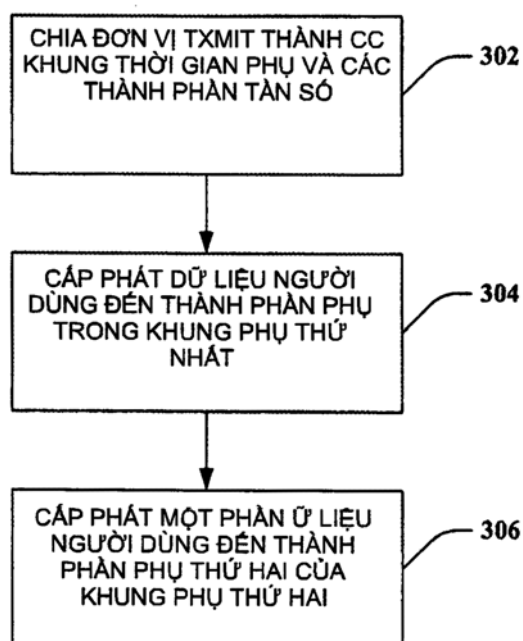 CHIA ĐƠN VỊ TXMIT THÀNH CC
KHUNG THỜI GIAN PHỤ VÀ CÁC
THÀNH PHẦN TẦN SỐ
302
CẤP PHÁT DỮ LIỆU NGƯỜI
DÙNG ĐẾN THÀNH PHẦN PHỤ
TRONG KHUNG PHỤ THỨ
NHẤT
304
CẤP PHÁT MỘT PHẦN Ữ LIỆU
NGƯỜI DÙNG ĐẾN THÀNH
PHẦN PHỤ THỨ HAI CỦA
KHUNG PHỤ THỨ HAI
306